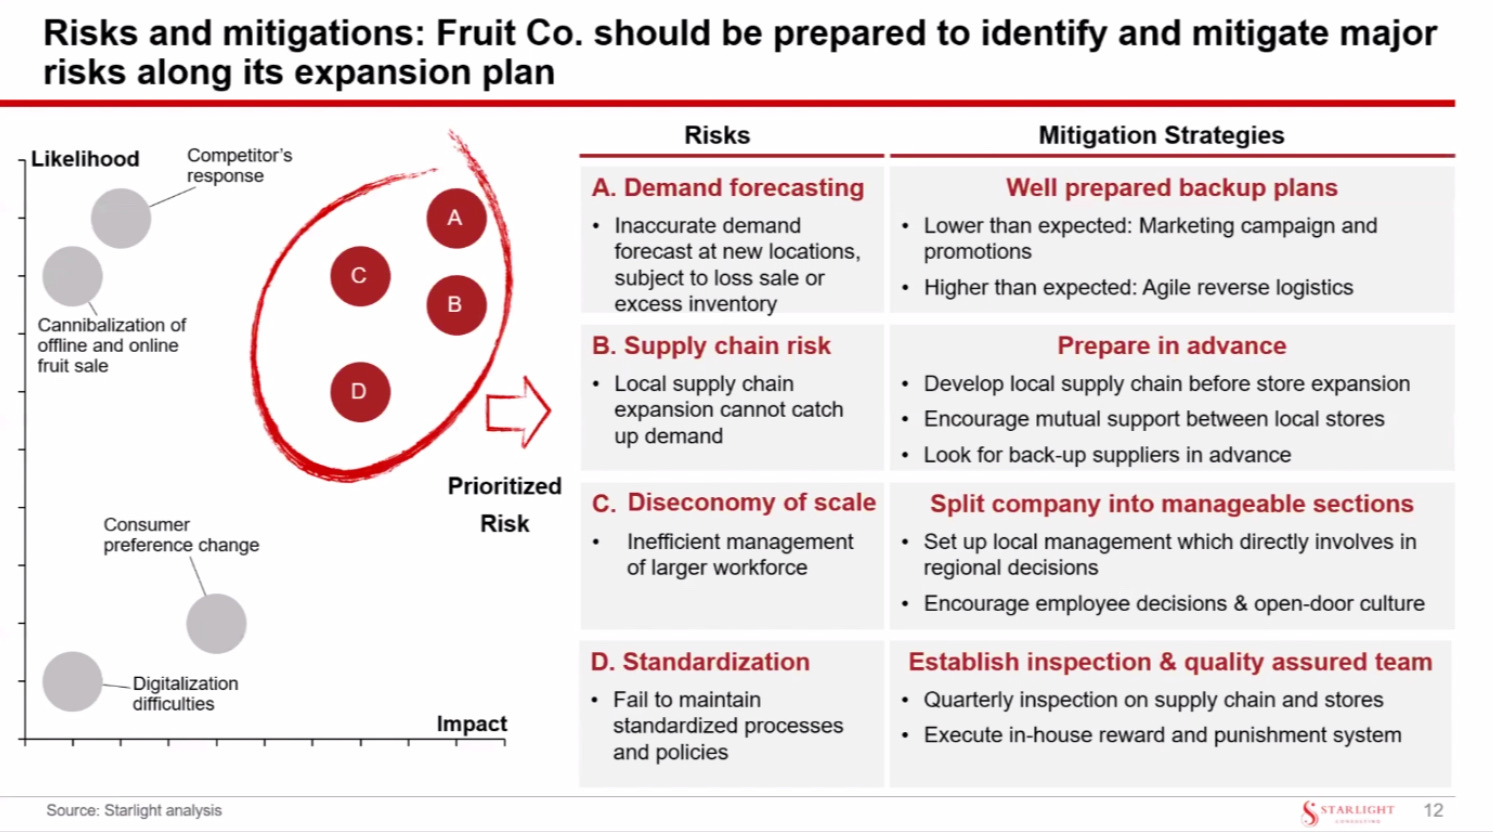 Risks and mitigations: Fruit Co. should be prepared to identify and mitigate major
risks along its expansion plan
Likelihood
Competitor's
response
Cannibalization of
offline and online
fruit sale
A
C
B
D
Prioritized
Risk
Consumer
preference change
Digitalization
difficulties
Impact
Risks
Mitigation Strategies
A. Demand forecasting
• Inaccurate demand
forecast at new locations,
subject to loss sale or
excess inventory
Well prepared backup plans
• Lower than expected: Marketing campaign and
promotions
• Higher than expected: Agile reverse logistics
B. Supply chain risk
• Local supply chain
expansion cannot catch
up demand
Prepare in advance
• Develop local supply chain before store expansion
• Encourage mutual support between local stores
• Look for back-up suppliers in advance
C. Diseconomy of scale
• Inefficient management
of larger workforce
Split company into manageable sections
• Set up local management which directly involves in
regional decisions
• Encourage employee decisions & open-door culture
D. Standardization
• Fail to maintain
standardized processes
and policies
Establish inspection & quality assured team
• Quarterly inspection on supply chain and stores
• Execute in-house reward and punishment system
Source: Starlight analysis
STARLIGHT
CONSULTING
12